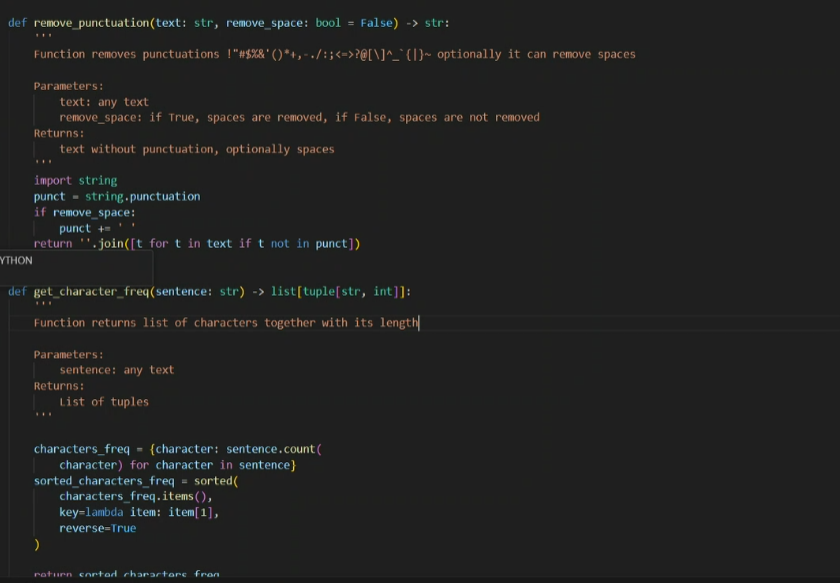 def remove_punctuation(text: str, remove_space: bool = False) -> str:
'''
Function removes punctuations !"#$%&'()*+,-./:;<=>?@[\]^_`{|}~ optionally it can remove spaces
Parameters:
text: any text
remove_space: if True, spaces are removed, if False, spaces are not removed
Returns:
text without punctuation, optionally spaces
'''
import string
punct = string.punctuation
if remove_space:
punct += ' '
return ''.join([t for t in text if t not in punct])
YTHON
def get_character_freq(sentence: str) -> list[tuple[str, int]]:
'''
Function returns list of characters together with its length
Parameters:
sentence: any text
Returns:
List of tuples
'''
characters_freq = {character: sentence.count(
character) for character in sentence}
sorted_characters_freq = sorted(
characters_freq.items(),
key=lambda item: item[1],
reverse=True
)
return sorted_characters_freq